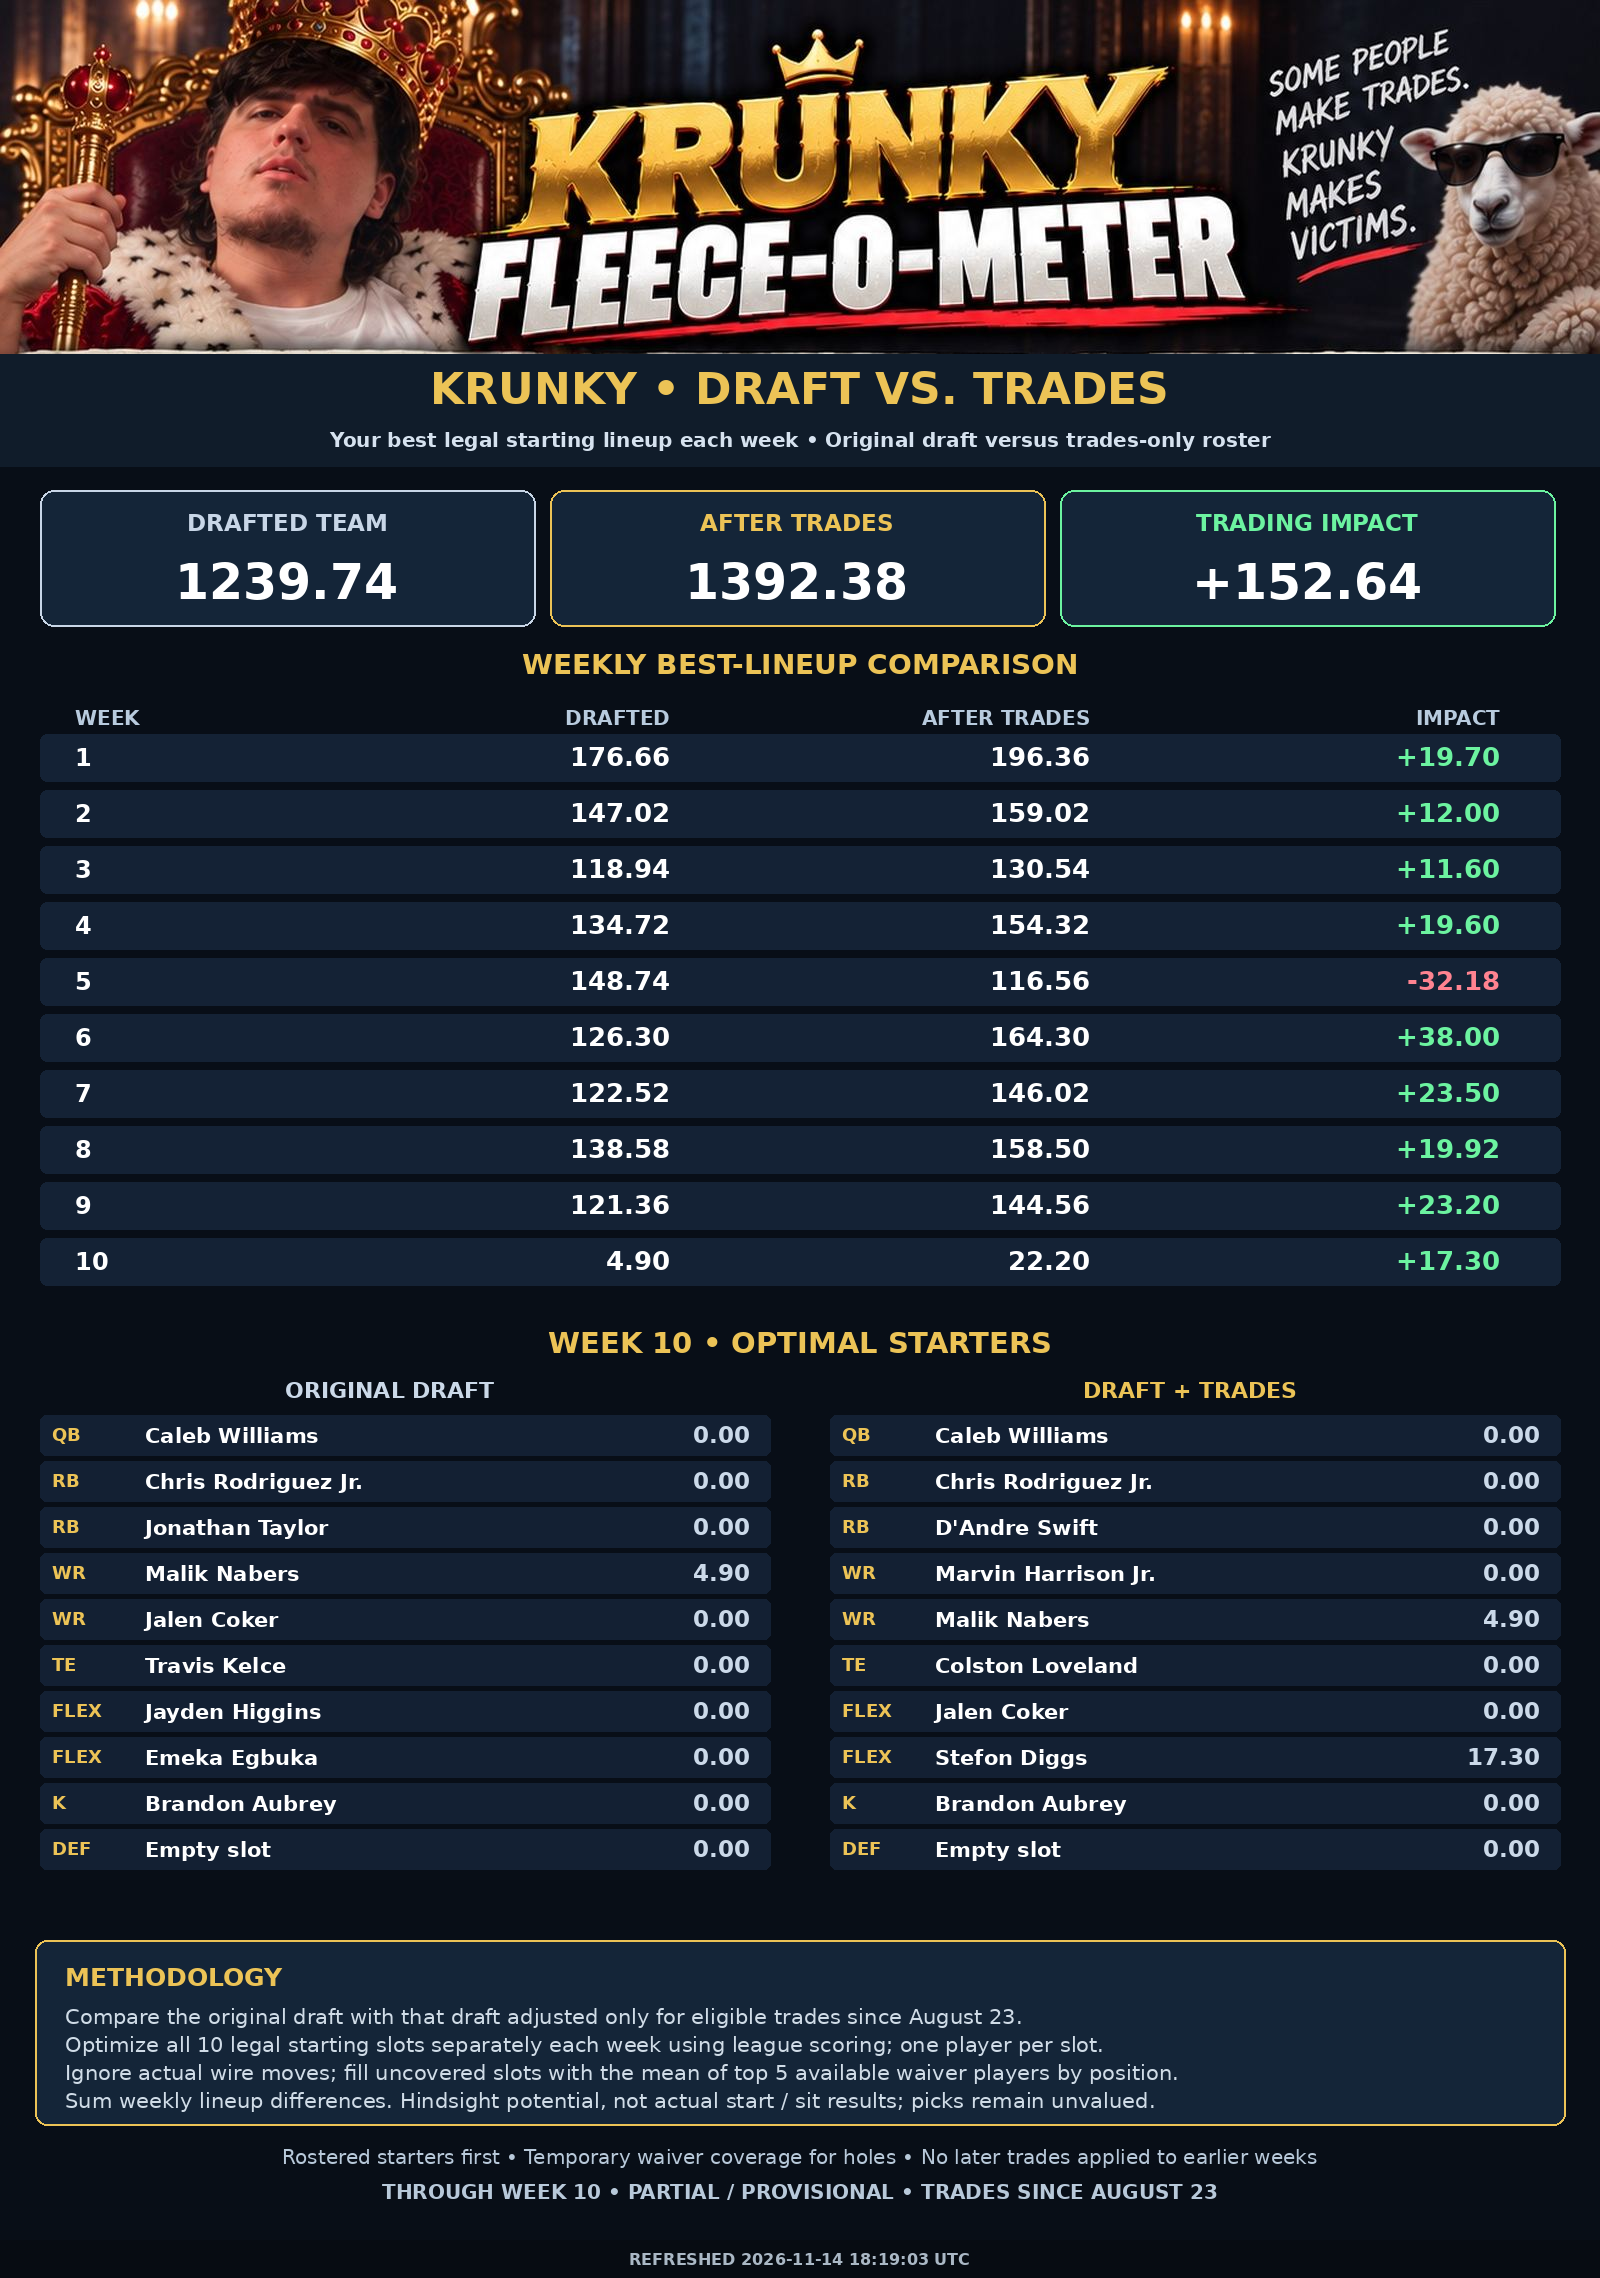 KRUNKY
FLEECE-O-METER
SOME PEOPLE
MAKE TRADES.
KRUNKY
MAKES
VICTIMS.
KRUNKY • DRAFT VS. TRADES
Your best legal starting lineup each week • Original draft versus trades-only roster
DRAFTED TEAM
1239.74
AFTER TRADES
1392.38
TRADING IMPACT
+152.64
WEEKLY BEST-LINEUP COMPARISON
WEEK DRAFTED AFTER TRADES IMPACT
1 176.66 196.36 +19.70
2 147.02 159.02 +12.00
3 118.94 130.54 +11.60
4 134.72 154.32 +19.60
5 148.74 116.56 -32.18
6 126.30 164.30 +38.00
7 122.52 146.02 +23.50
8 138.58 158.50 +19.92
9 121.36 144.56 +23.20
10 4.90 22.20 +17.30
WEEK 10 • OPTIMAL STARTERS
ORIGINAL DRAFT
QB Caleb Williams 0.00
RB Chris Rodriguez Jr. 0.00
RB Jonathan Taylor 0.00
WR Malik Nabers 4.90
WR Jalen Coker 0.00
TE Travis Kelce 0.00
FLEX Jayden Higgins 0.00
FLEX Emeka Egbuka 0.00
K Brandon Aubrey 0.00
DEF Empty slot 0.00
DRAFT + TRADES
QB Caleb Williams 0.00
RB Chris Rodriguez Jr. 0.00
RB D'Andre Swift 0.00
WR Marvin Harrison Jr. 0.00
WR Malik Nabers 4.90
TE Colston Loveland 0.00
FLEX Jalen Coker 0.00
FLEX Stefon Diggs 17.30
K Brandon Aubrey 0.00
DEF Empty slot 0.00
METHODOLOGY
Compare the original draft with that draft adjusted only for eligible trades since August 23.
Optimize all 10 legal starting slots separately each week using league scoring; one player per slot.
Ignore actual wire moves; fill uncovered slots with the mean of top 5 available waiver players by position.
Sum weekly lineup differences. Hindsight potential, not actual start / sit results; picks remain unvalued.
Rostered starters first • Temporary waiver coverage for holes • No later trades applied to earlier weeks
THROUGH WEEK 10 • PARTIAL / PROVISIONAL • TRADES SINCE AUGUST 23
REFRESHED 2026-11-14 18:19:03 UTC